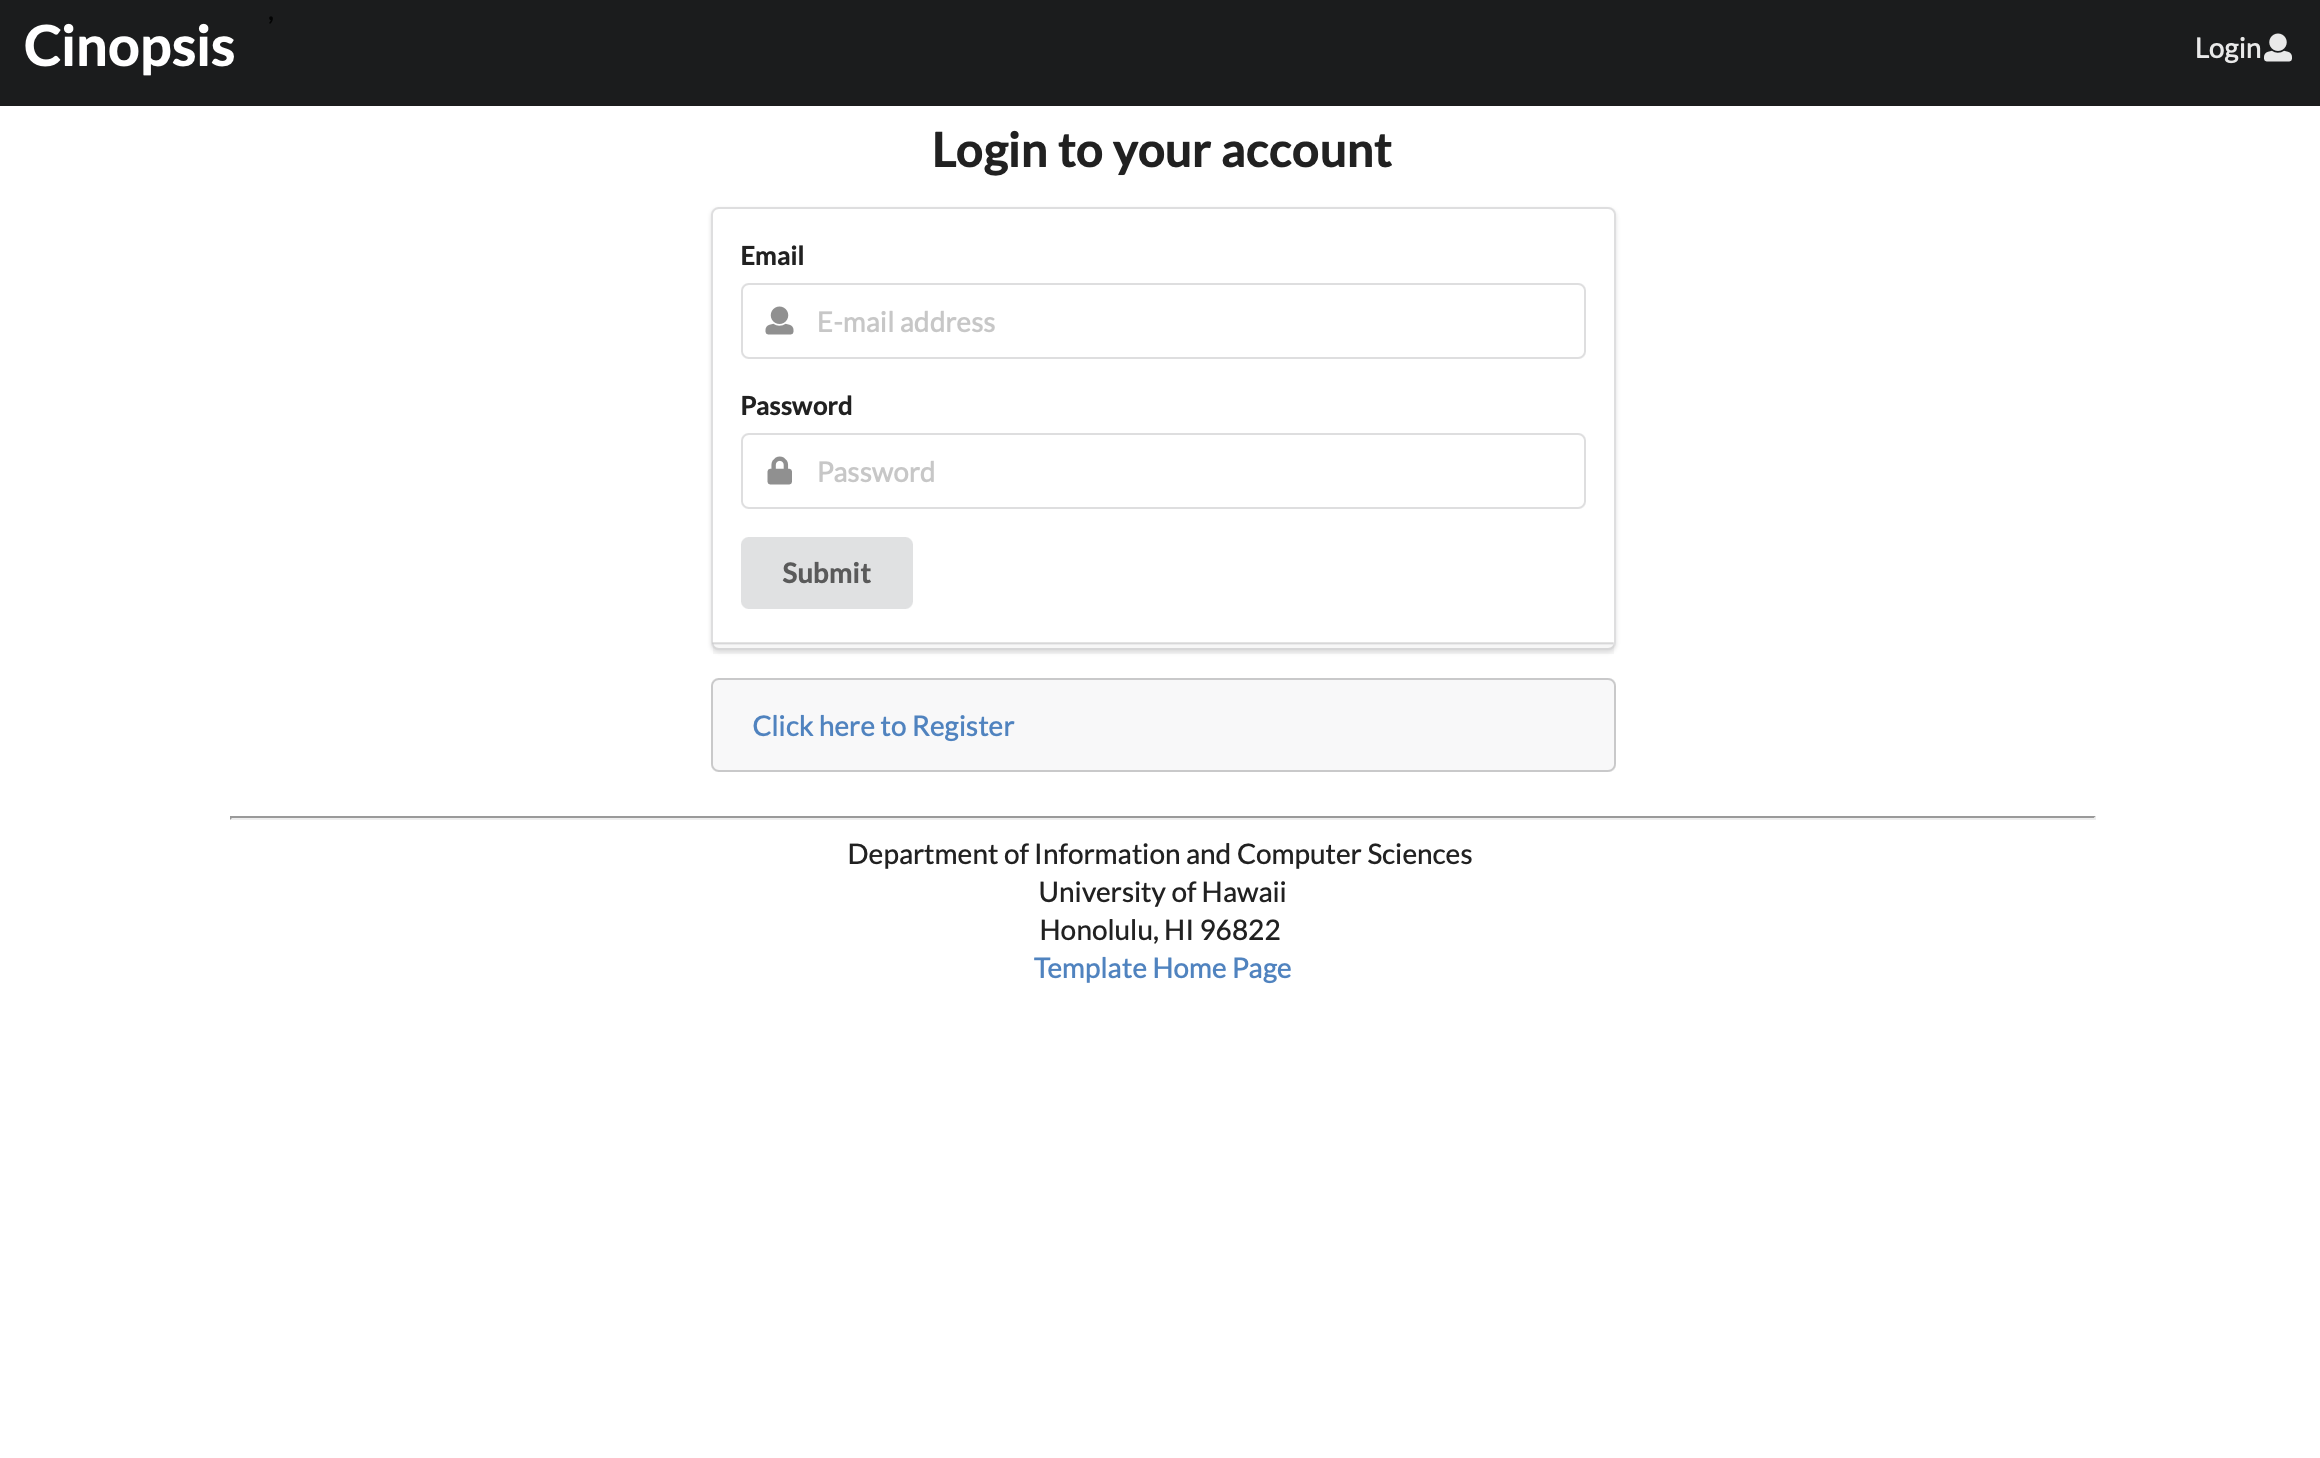 Cinopsis
,
Login
Login to your account
Email
E-mail address
Password
Password
Submit
Click here to Register
Department of Information and Computer Sciences
University of Hawaii
Honolulu, HI 96822
Template Home Page